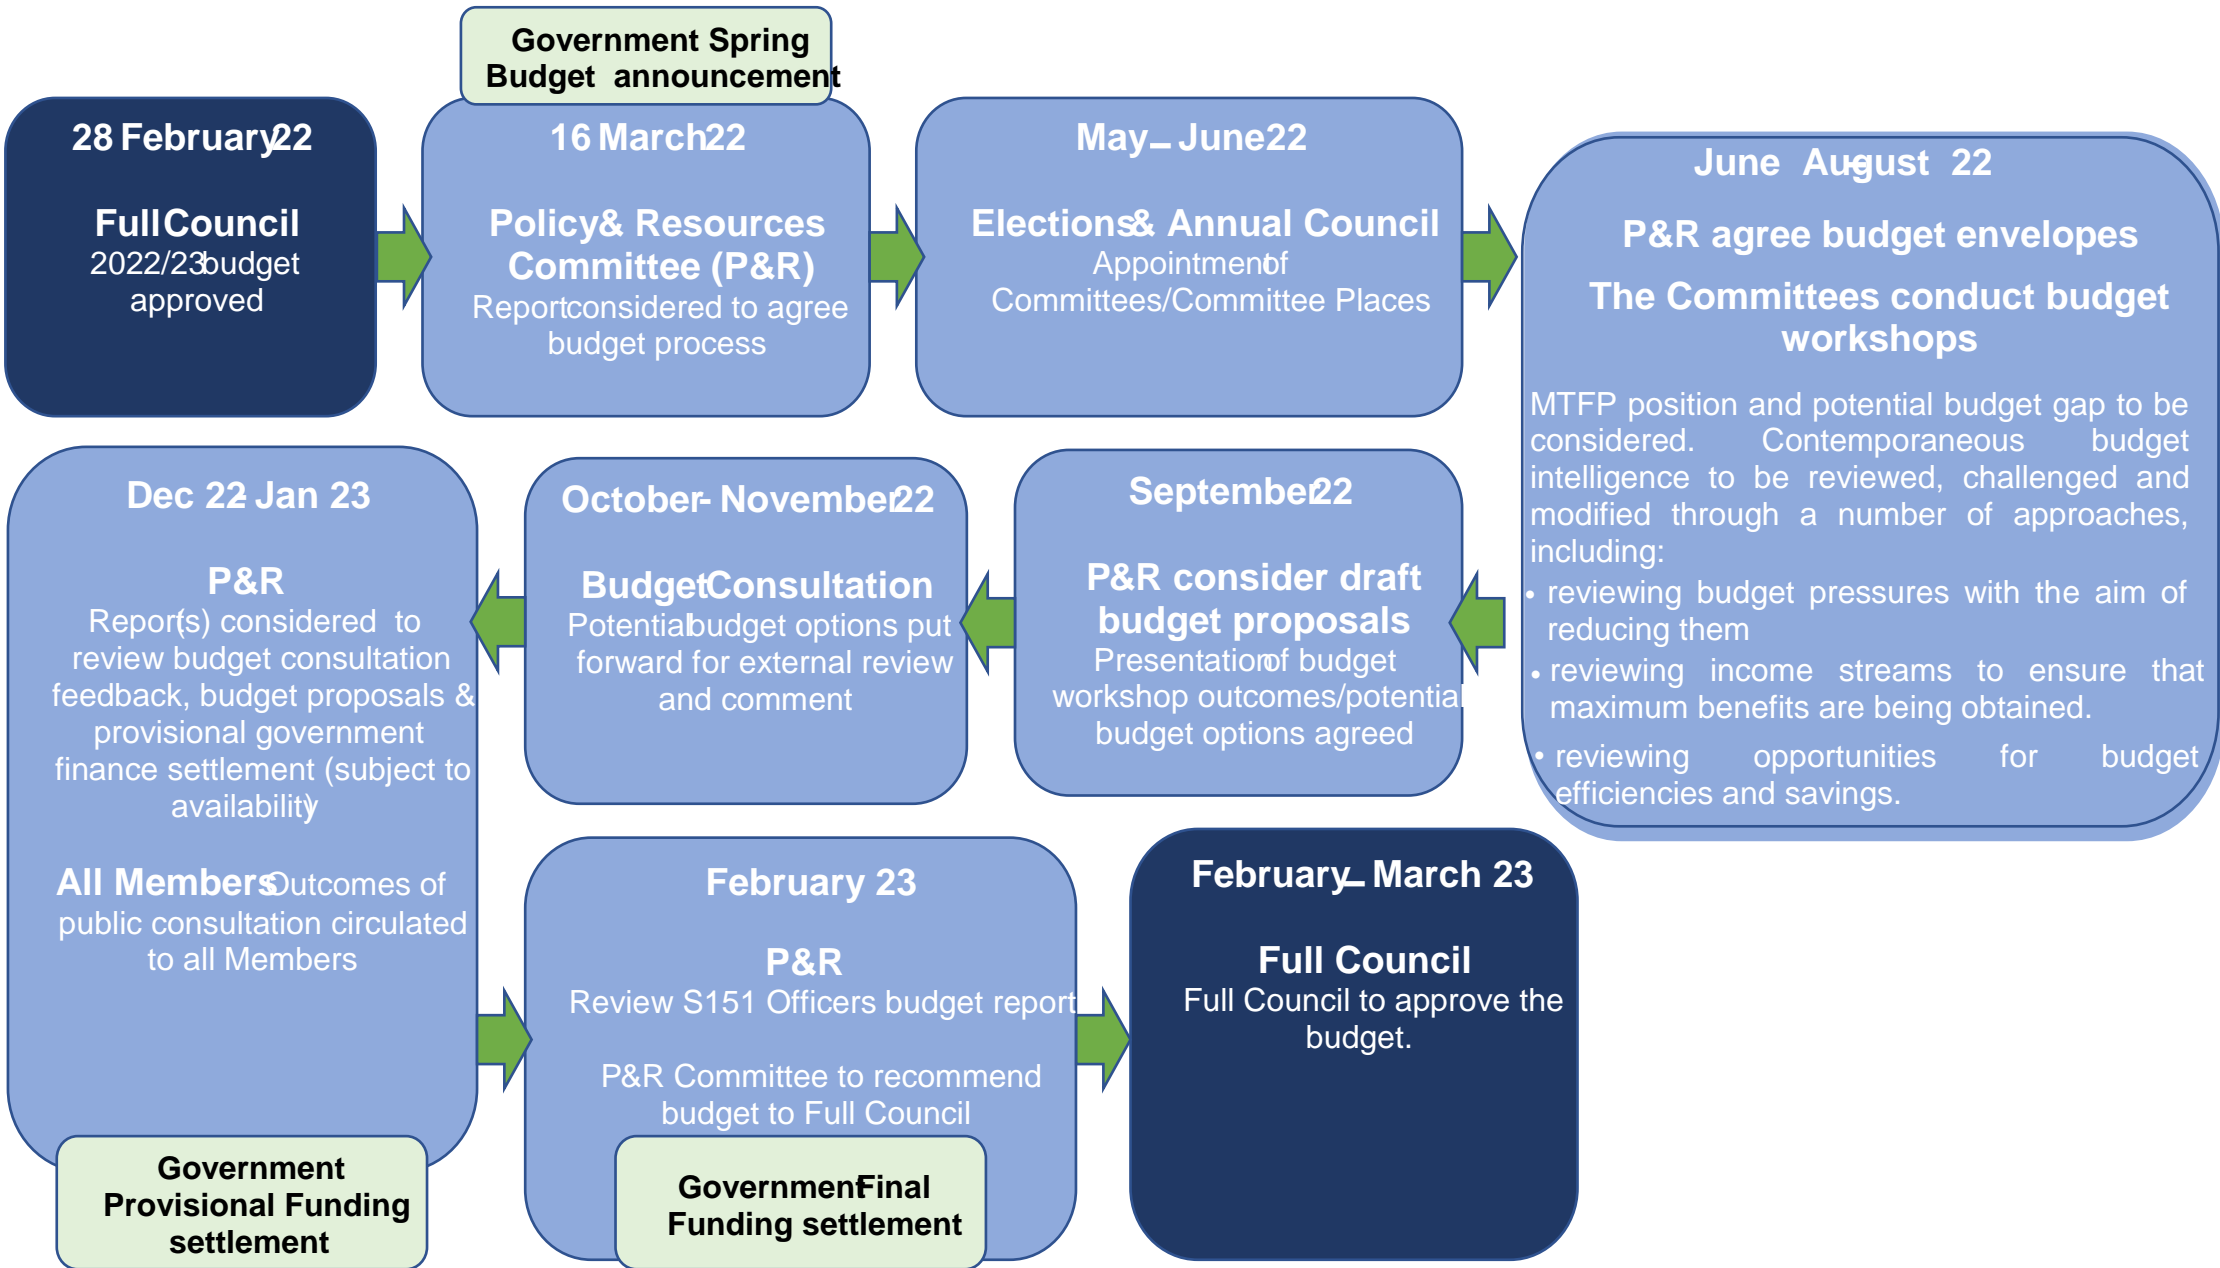 Government Spring
Budget announcement
28 February 22
Full Council
2022/23 budget
approved
16 March 22
Policy & Resources
Committee (P&R)
Report considered to agree
budget process
May – June 22
Elections & Annual Council
Appointment of
Committees/Committee Places
June – August 22
P&R agree budget envelopes
The Committees conduct budget
workshops
MTFP position and potential budget gap to be
considered. Contemporaneous budget
intelligence to be reviewed, challenged and
modified through a number of approaches,
including:
• reviewing budget pressures with the aim of
reducing them
• reviewing income streams to ensure that
maximum benefits are being obtained.
• reviewing opportunities for budget
efficiencies and savings.
September 22
P&R consider draft
budget proposals
Presentation of budget
workshop outcomes/potential
budget options agreed
October - November 22
Budget Consultation
Potential budget options put
forward for external review
and comment
Dec 22 - Jan 23
P&R
Report(s) considered to
review budget consultation
feedback, budget proposals &
provisional government
finance settlement (subject to
availability)
All Members Outcomes of
public consultation circulated
to all Members
Government
Provisional Funding
settlement
February 23
P&R
Review S151 Officers budget report
P&R Committee to recommend
budget to Full Council
Government Final
Funding settlement
February – March 23
Full Council
Full Council to approve the
budget.